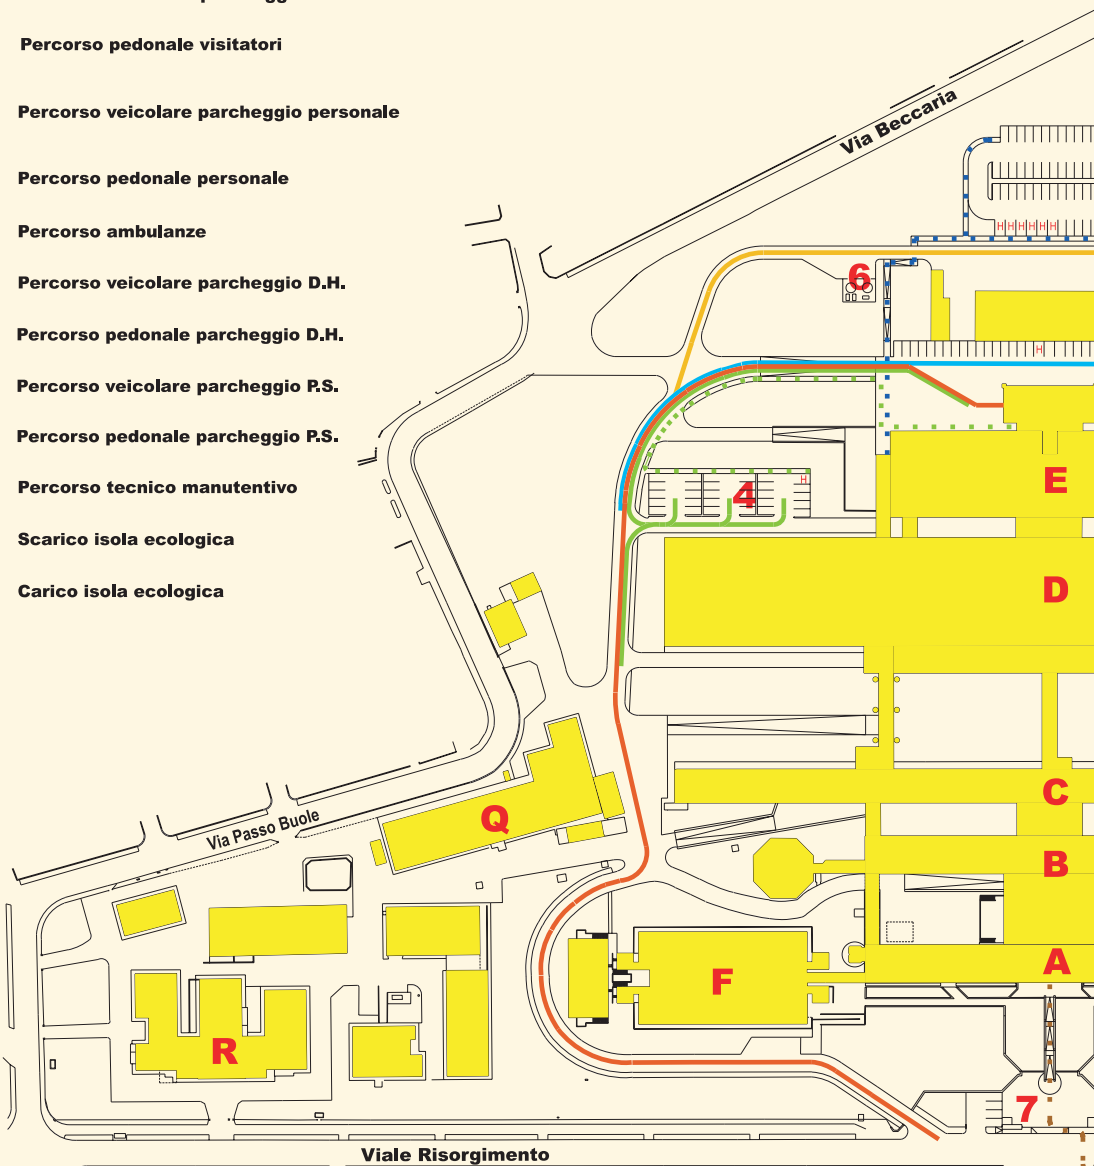 Percorso pedonale visitatori
Percorso veicolare parcheggio personale
Percorso pedonale personale
Percorso ambulanze
Percorso veicolare parcheggio D.H.
Percorso pedonale parcheggio D.H.
Percorso veicolare parcheggio P.S.
Percorso pedonale parcheggio P.S.
Percorso tecnico manutentivo
Scarico isola ecologica
Carico isola ecologica
Via Beccaria
H H H H H H
6
H
E
H
4
D
C
Q
Via Passo Buole
B
A
F
R
7
Viale Risorgimento